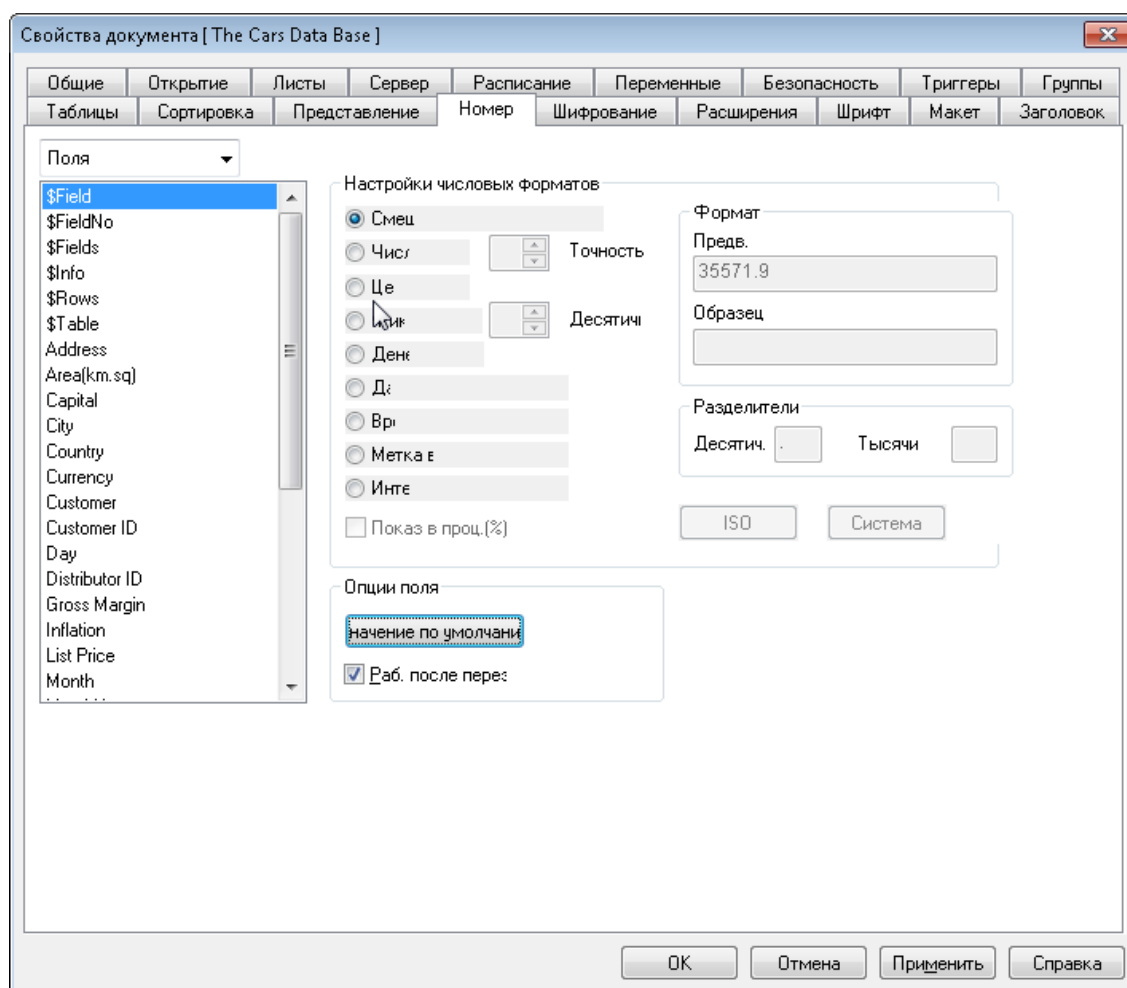 Свойства документа [ The Cars Data Base ]
Общие Открытие Листы Сервер Расписание Переменные Безопасность Триггеры Группы
Таблицы Сортировка Представление Номер Шифрование Расширения Шрифт Макет Заголовок
Поля
$Field
$FieldNo
$Fields
$Info
$Rows
$Table
Address
Area(km.sq)
Capital
City
Country
Currency
Customer
Customer ID
Day
Distributor ID
Gross Margin
Inflation
List Price
Month
Настройки числовых форматов
Смеш
Числ
Точность
Це
Десятичн
Дене
Да
Вре
Метка в
Инте
Показ в проц.(%)
Формат
Предв.
35571.9
Образец
Разделители
Десятич. . Тысячи
ISO Система
Опции поля
начение по умолчани
Раб. после перез
OK Отмена Применить Справка